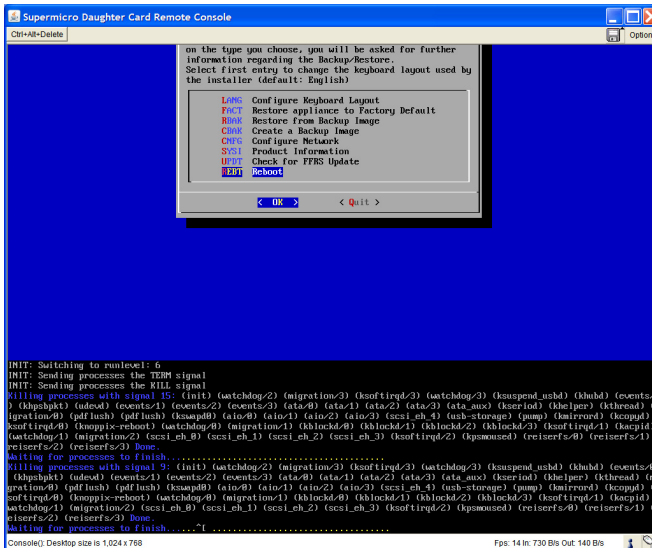 Supermicro Daughter Card Remote Console
Ctrl+Alt+Delete
Option
on the type you choose, you will be asked for further
information regarding the Backup/Restore.
Select first entry to change the keyboard layout used by
the installer (default: English)
LANG Configure Keyboard Layout
FACT Restore appliance to Factory Default
RBAK Restore from Backup Image
CBAK Create a Backup Image
CNFG Configure Network
SYSI Product Information
UPDT Check for FFRS Update
REBT Reboot
< OK > < Quit >
INIT: Switching to runlevel: 6
INIT: Sending processes the TERM signal
INIT: Sending processes the KILL signal
Killing processes with signal 15: (init) (watchdog/2) (migration/3) (ksoftirqd/3) (watchdog/3) (ksuspend_usbd) (khubd) (events/
) (khpsbpkt) (udevd) (events/1) (events/2) (events/3) (ata/0) (ata/1) (ata/2) (ata/3) (ata_aux) (kseriod) (khelper) (kthread) (
igration/0) (pdflush) (pdflush) (kswapd0) (aio/0) (aio/1) (aio/2) (aio/3) (scsi_eh_4) (usb-storage) (pump) (kmirrord) (kcopyd) (
ksoftirqd/0) (knoppix-reboot) (watchdog/0) (migration/1) (kblockd/0) (kblockd/1) (kblockd/2) (kblockd/3) (ksoftirqd/1) (kacpid)
(watchdog/1) (migration/2) (scsi_eh_0) (scsi_eh_1) (scsi_eh_2) (scsi_eh_3) (ksoftirqd/2) (kpsmoused) (reiserfs/0) (reiserfs/1)
reiserfs/2) (reiserfs/3) Done.
Waiting for processes to finish.......................................
Killing processes with signal 9: (init) (watchdog/2) (migration/3) (ksoftirqd/3) (watchdog/3) (ksuspend_usbd) (khubd) (events/0
(khpsbpkt) (udevd) (events/1) (events/2) (events/3) (ata/0) (ata/1) (ata/2) (ata/3) (ata_aux) (kseriod) (khelper) (kthread) (
gration/0) (pdflush) (pdflush) (kswapd0) (aio/0) (aio/1) (aio/2) (aio/3) (scsi_eh_4) (usb-storage) (pump) (kmirrord) (kcopyd) (
softirqd/0) (knoppix-reboot) (watchdog/0) (migration/1) (kblockd/0) (kblockd/1) (kblockd/2) (kblockd/3) (ksoftirqd/1) (kacpid)
watchdog/1) (migration/2) (scsi_eh_0) (scsi_eh_1) (scsi_eh_2) (scsi_eh_3) (ksoftirqd/2) (kpsmoused) (reiserfs/0) (reiserfs/1) (
eiserfs/2) (reiserfs/3) Done.
Waiting for processes to finish......^[ ...................................
Console(): Desktop size is 1,024 x 768
Fps: 14 In: 730 B/s Out: 140 B/s